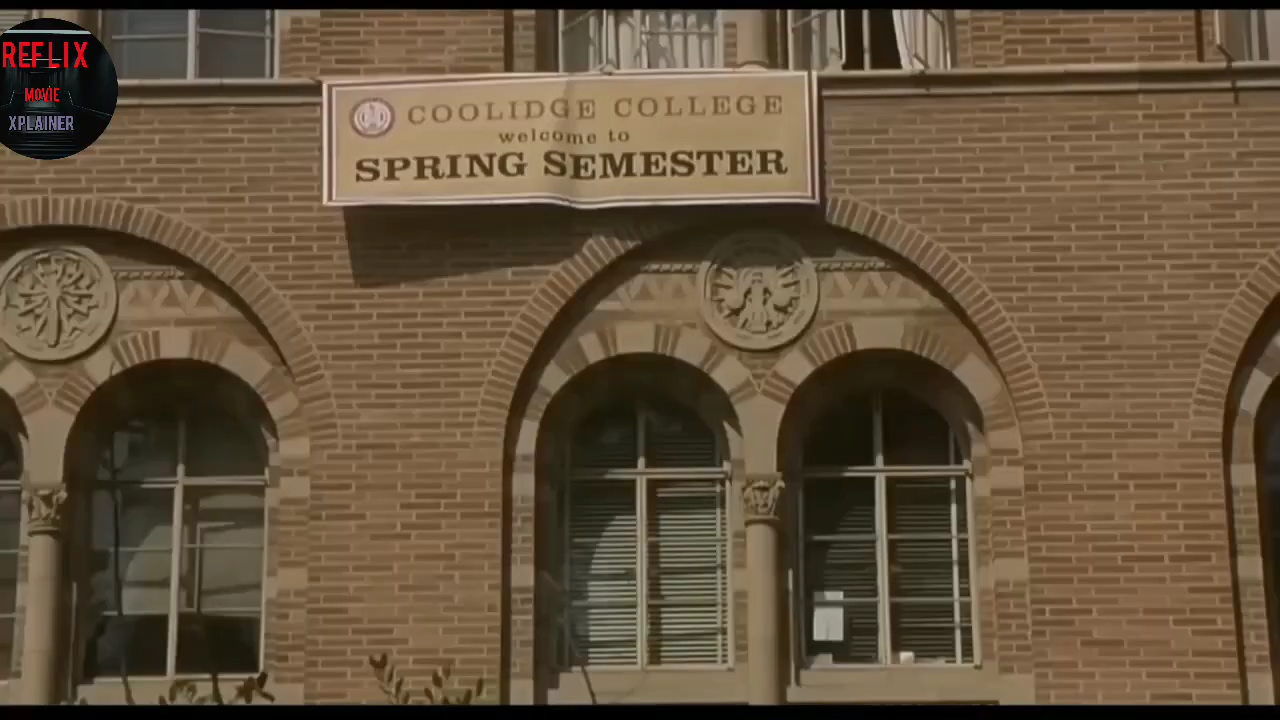 REFLIX
MOVIE
XPLAINER
COOLIDGE COLLEGE
welcome to
SPRING SEMESTER